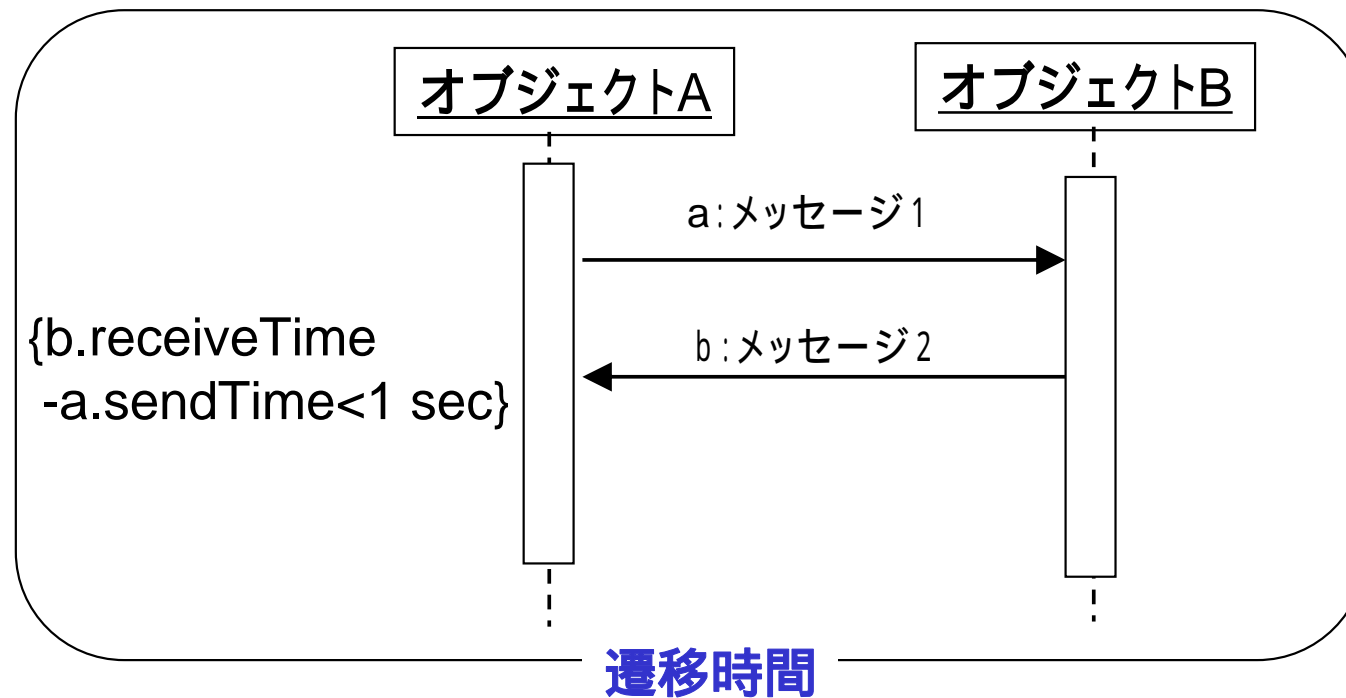 オブジェクトA
オブジェクトB
a:メッセージ1
{b.receiveTime
-a.sendTime<1 sec}
b:メッセージ2
遷移時間